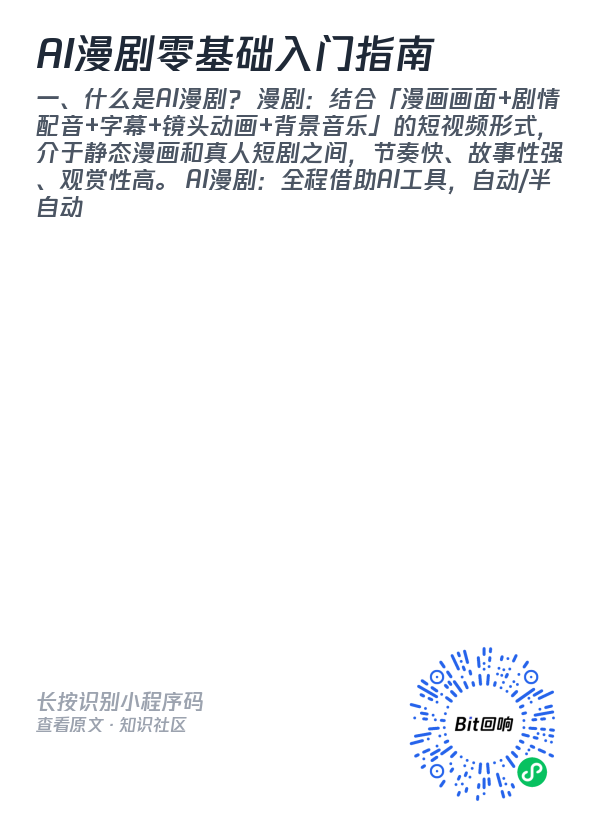 AI漫剧零基础入门指南
一、什么是AI漫剧？ 漫剧：结合「漫画画面+剧情
配音+字幕+镜头动画+背景音乐」的短视频形式，
介于静态漫画和真人短剧之间，节奏快、故事性强
、观赏性高。 AI漫剧：全程借助AI工具，自动/半
自动
长按识别小程序码
查看原文·知识社区
Bit回响